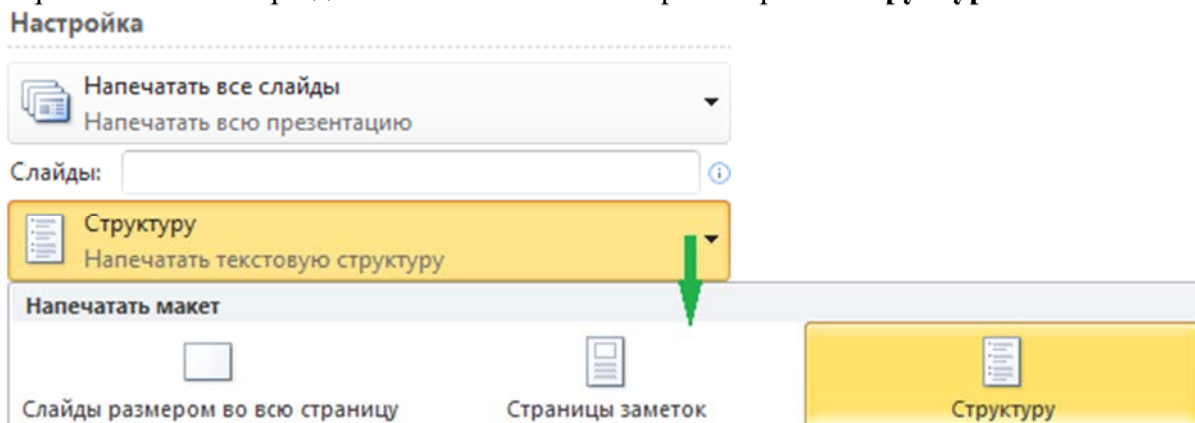 Настройка
Напечатать все слайды
Напечатать всю презентацию
Слайды:
Структуру
Напечатать текстовую структуру
Напечатать макет
Слайды размером во всю страницу Страницы заметок Структуру